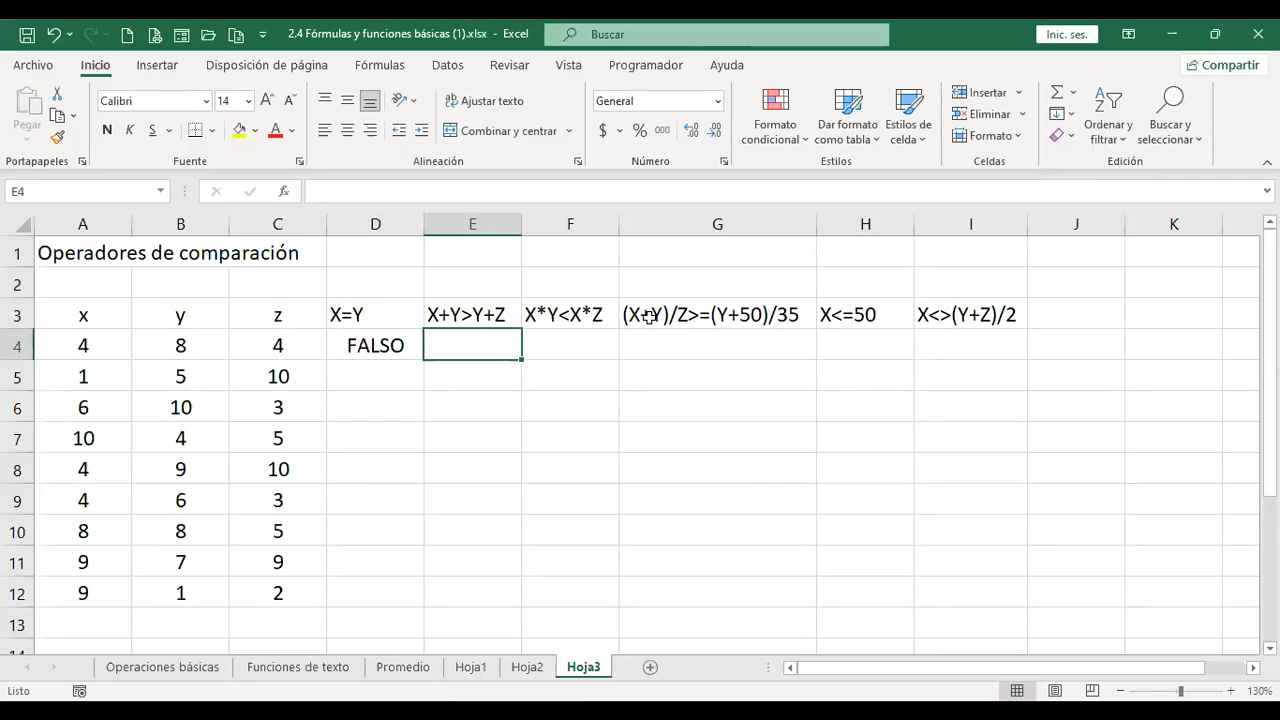 2.4 Fórmulas y funciones básicas (1).xlsx - Excel
Buscar
Inic. ses.
Archivo Inicio Insertar Disposición de página Fórmulas Datos Revisar Vista Programador Ayuda Compartir
Pegar
Calibri 14
N K S
Ajustar texto
Combinar y centrar
General
$ % 000
Formato condicional
Dar formato como tabla
Estilos de celda
Insertar
Eliminar
Formato
Ordenar y filtrar
Buscar y seleccionar
Portapapeles Fuente Alineación Número Estilos Celdas Edición
E4
A B C D E F G H I J K
1 Operadores de comparación
2
3 x y z X=Y X+Y>Y+Z X*Y<X*Z (X+Y)/Z>=(Y+50)/35 X<=50 X<>(Y+Z)/2
4 4 8 4 FALSO
5 1 5 10
6 6 10 3
7 10 4 5
8 4 9 10
9 4 6 3
10 8 8 5
11 9 7 9
12 9 1 2
13
Operaciones básicas Funciones de texto Promedio Hoja1 Hoja2 Hoja3
Listo
130%